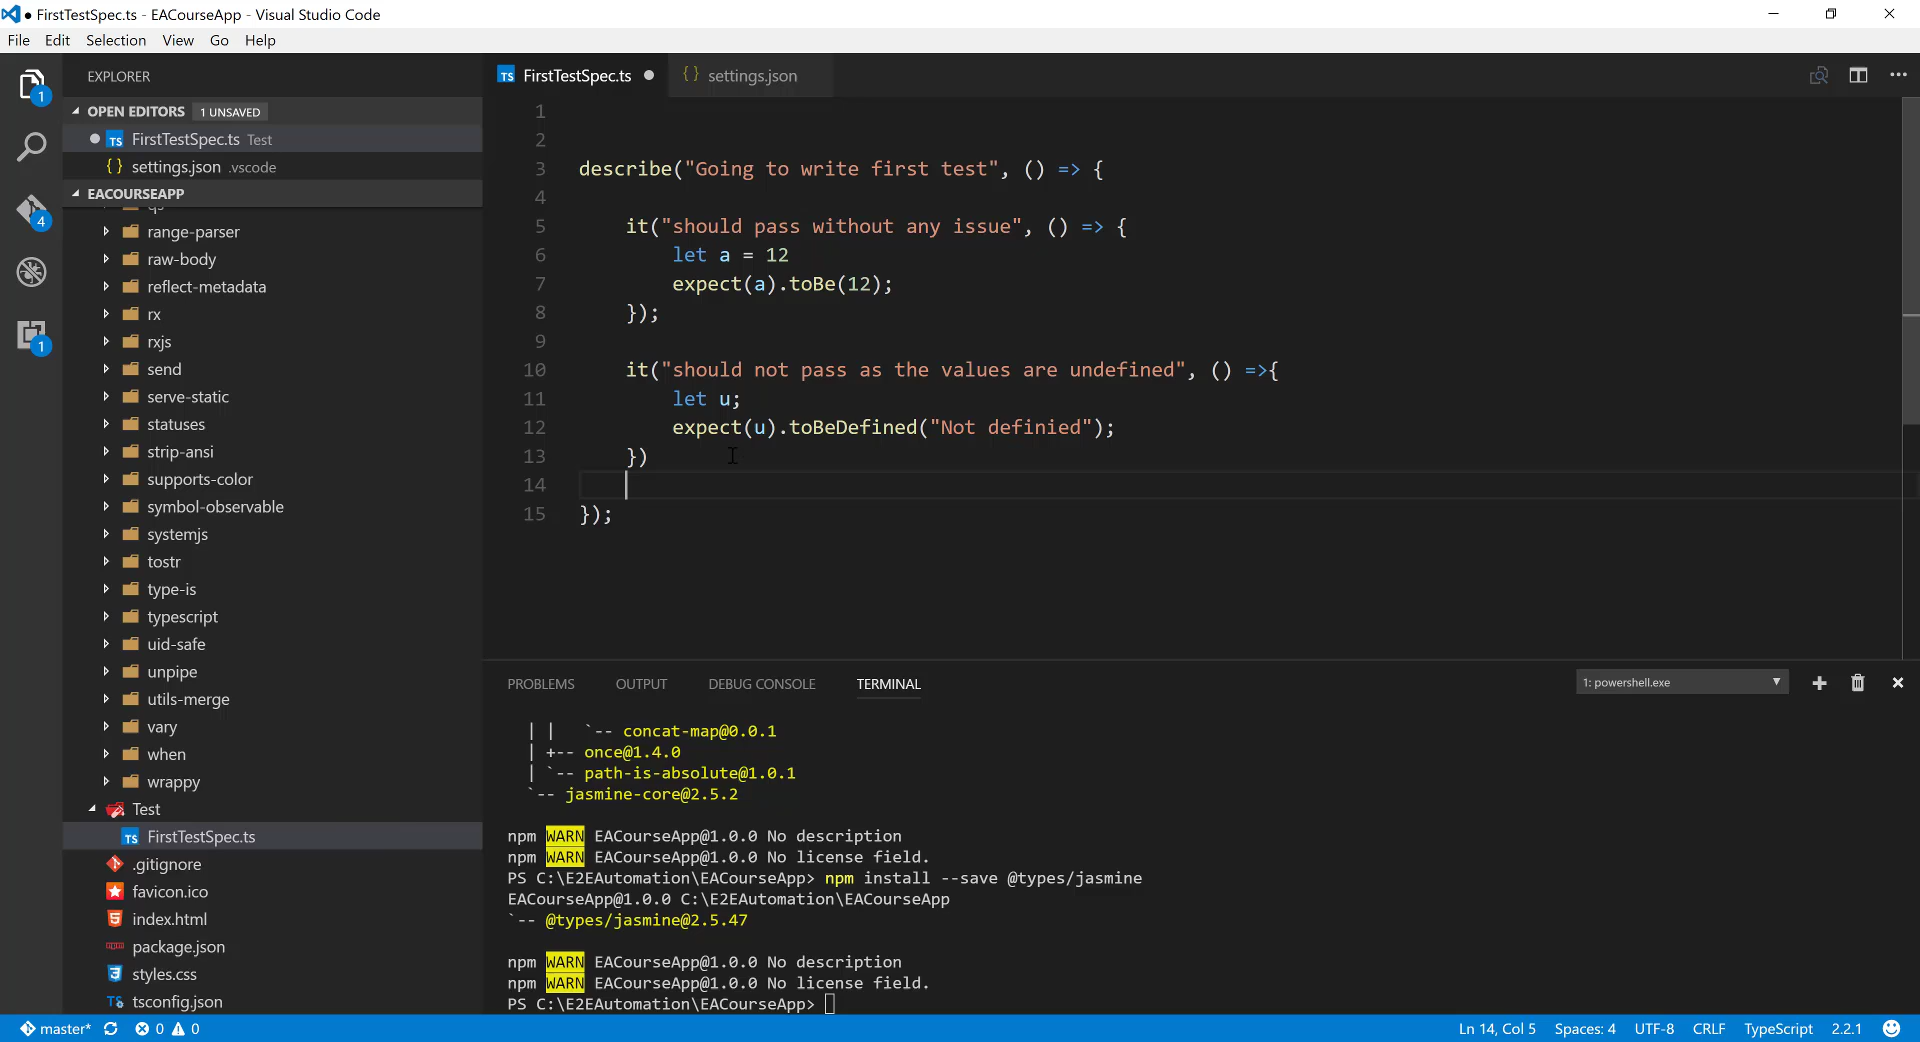 FirstTestSpec.ts - EACourseApp - Visual Studio Code
File Edit Selection View Go Help
EXPLORER
OPEN EDITORS 1 UNSAVED
FirstTestSpec.ts Test
settings.json .vscode
EACOURSEAPP
qs
range-parser
raw-body
reflect-metadata
rx
rxjs
send
serve-static
statuses
strip-ansi
supports-color
symbol-observable
systemjs
tostr
type-is
typescript
uid-safe
unpipe
utils-merge
vary
when
wrappy
Test
FirstTestSpec.ts
.gitignore
favicon.ico
index.html
package.json
styles.css
tsconfig.json
1
4
1
FirstTestSpec.ts settings.json
1
2
3 describe("Going to write first test", () => {
4
5 it("should pass without any issue", () => {
6 let a = 12
7 expect(a).toBe(12);
8 });
9
10 it("should not pass as the values are undefined", () =>{
11 let u;
12 expect(u).toBeDefined("Not definied");
13 })
14
15 });
PROBLEMS OUTPUT DEBUG CONSOLE TERMINAL 1: powershell.exe
| | `-- concat-map@0.0.1
| +-- once@1.4.0
| `-- path-is-absolute@1.0.1
`-- jasmine-core@2.5.2
npm WARN EACourseApp@1.0.0 No description
npm WARN EACourseApp@1.0.0 No license field.
PS C:\E2EAutomation\EACourseApp> npm install --save @types/jasmine
EACourseApp@1.0.0 C:\E2EAutomation\EACourseApp
`-- @types/jasmine@2.5.47
npm WARN EACourseApp@1.0.0 No description
npm WARN EACourseApp@1.0.0 No license field.
PS C:\E2EAutomation\EACourseApp>
master* 0 0 Ln 14, Col 5 Spaces: 4 UTF-8 CRLF TypeScript 2.2.1